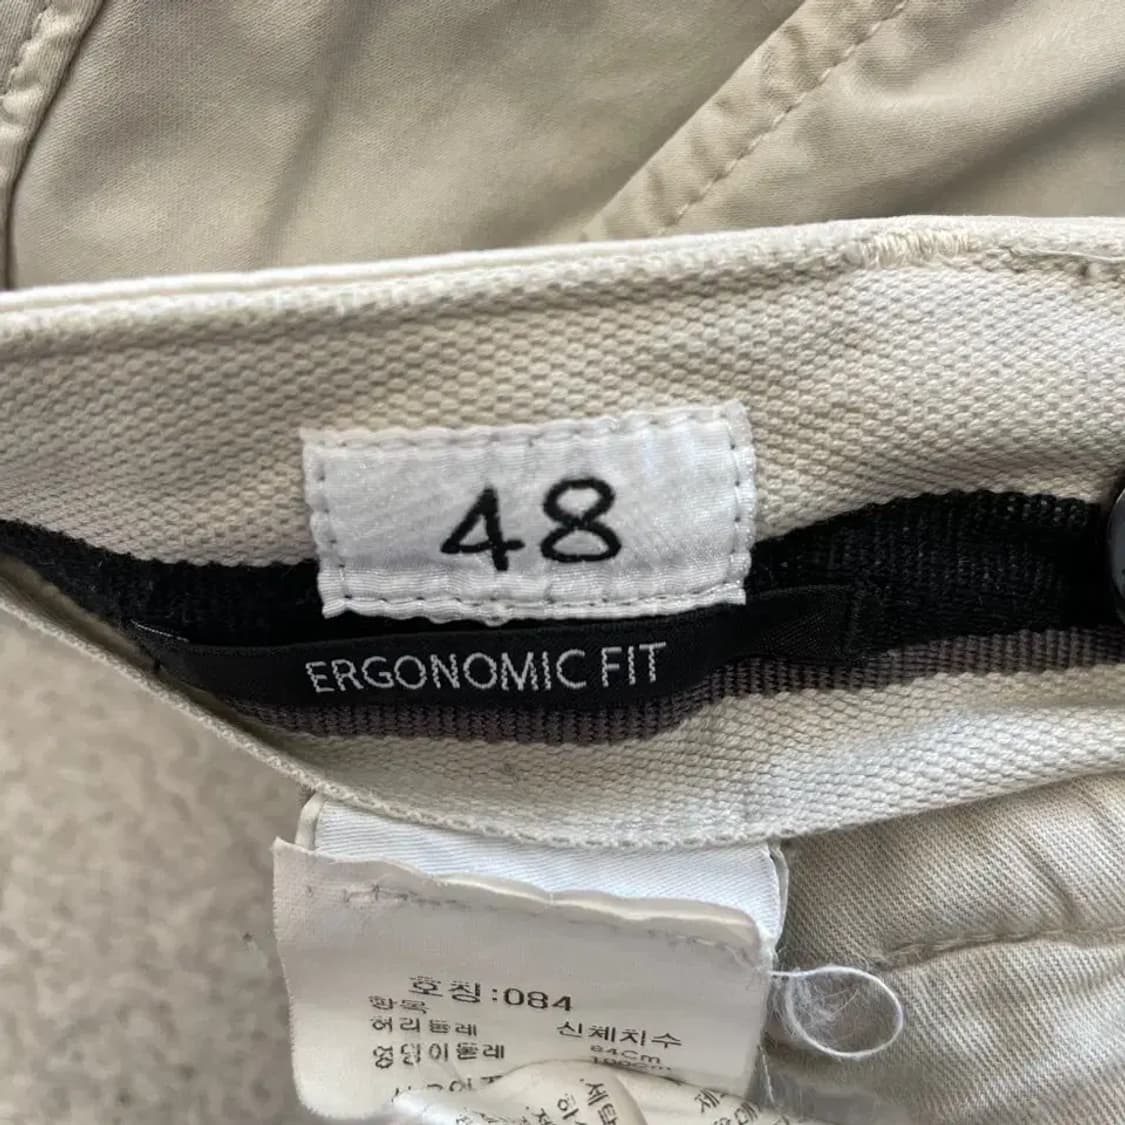 48
ERGONOMIC FIT
호칭:084
항목
허리둘레 신체치수
엉덩이둘레 84cm